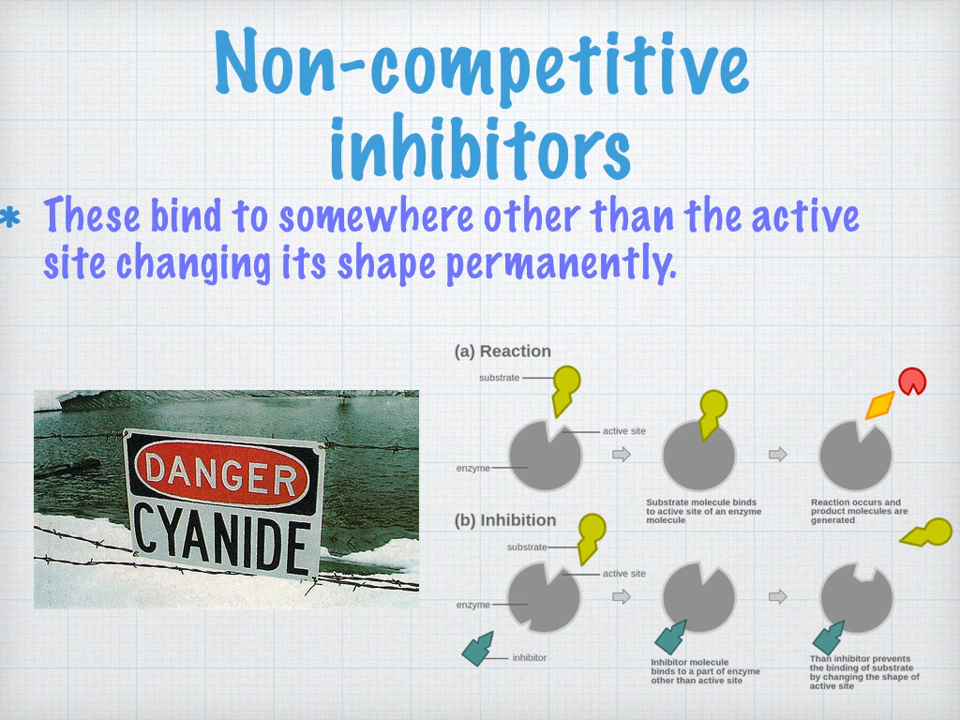 Non-competitive
inhibitors
* These bind to somewhere other than the active
site changing its shape permanently.
DANGER
CYANIDE
(a) Reaction
substrate
active site
enzyme
Substrate molecule binds
to active site of an enzyme
molecule
Reaction occurs and
product molecules are
generated
(b) Inhibition
substrate
active site
enzyme
inhibitor
Inhibitor molecule
binds to a part of enzyme
other than active site
Than inhibitor prevents
the binding of substrate
by changing the shape of
active site